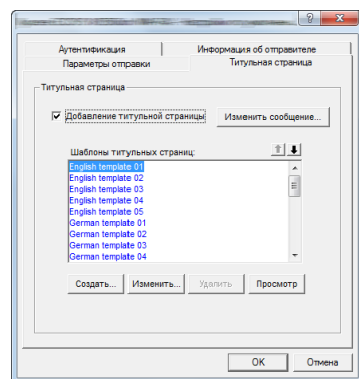 Аутентификация Информация об отправителе
Параметры отправки Титульная страница
Титульная страница
Добавление титульной страницы Изменить сообщение...
Шаблоны титульных страниц:
English template 01
English template 02
English template 03
English template 04
English template 05
German template 01
German template 02
German template 03
German template 04
Создать... Изменить... Удалить Просмотр
OK Отмена